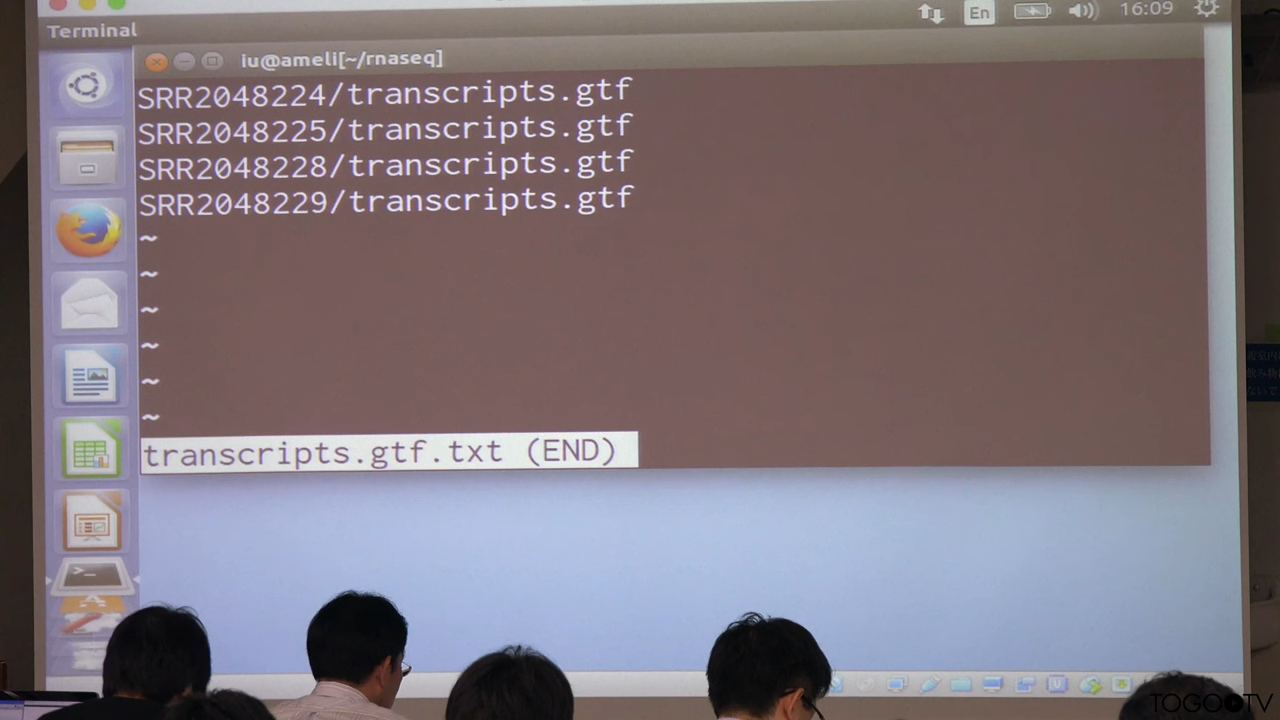 En
16:09
Terminal
iu@ameli[~/rnaseq]
SRR2048224/transcripts.gtf
SRR2048225/transcripts.gtf
SRR2048228/transcripts.gtf
SRR2048229/transcripts.gtf
~
~
~
~
~
~
transcripts.gtf.txt (END)
TOGOTV